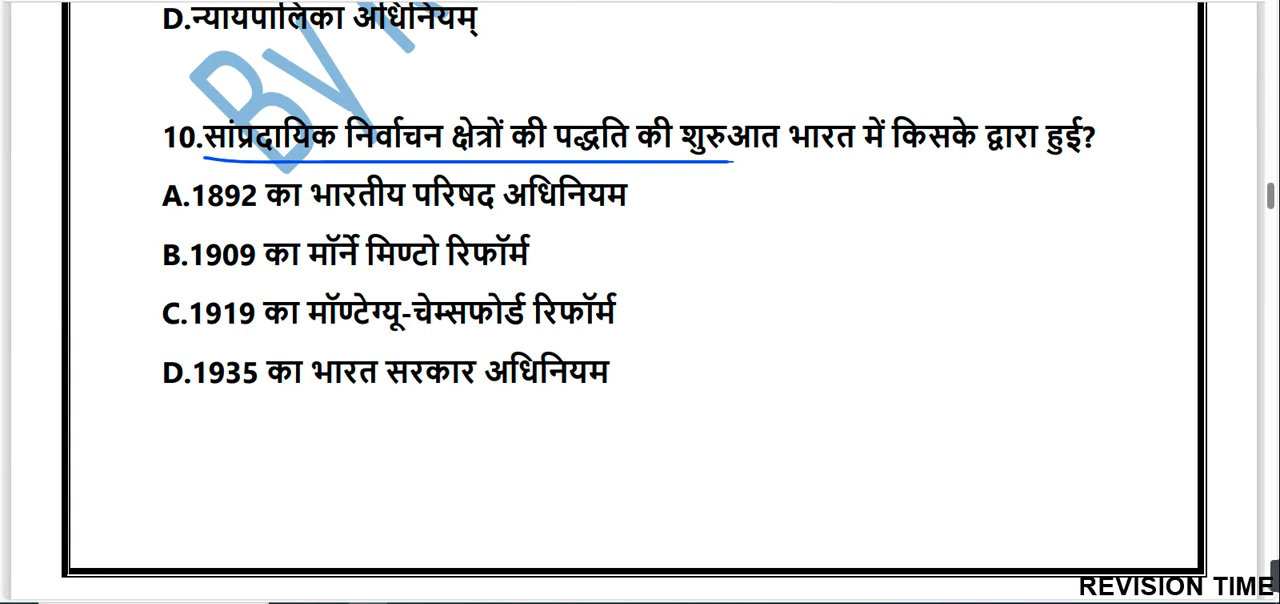 D.न्यायपालिका अधिनियम्
By
10.सांप्रदायिक निर्वाचन क्षेत्रों की पद्धति की शुरुआत भारत में किसके द्वारा हुई?
A.1892 का भारतीय परिषद अधिनियम
B.1909 का मॉर्ने मिण्टो रिफॉर्म
C.1919 का मॉण्टेग्यू-चेम्सफोर्ड रिफॉर्म
D.1935 का भारत सरकार अधिनियम
REVISION TIME